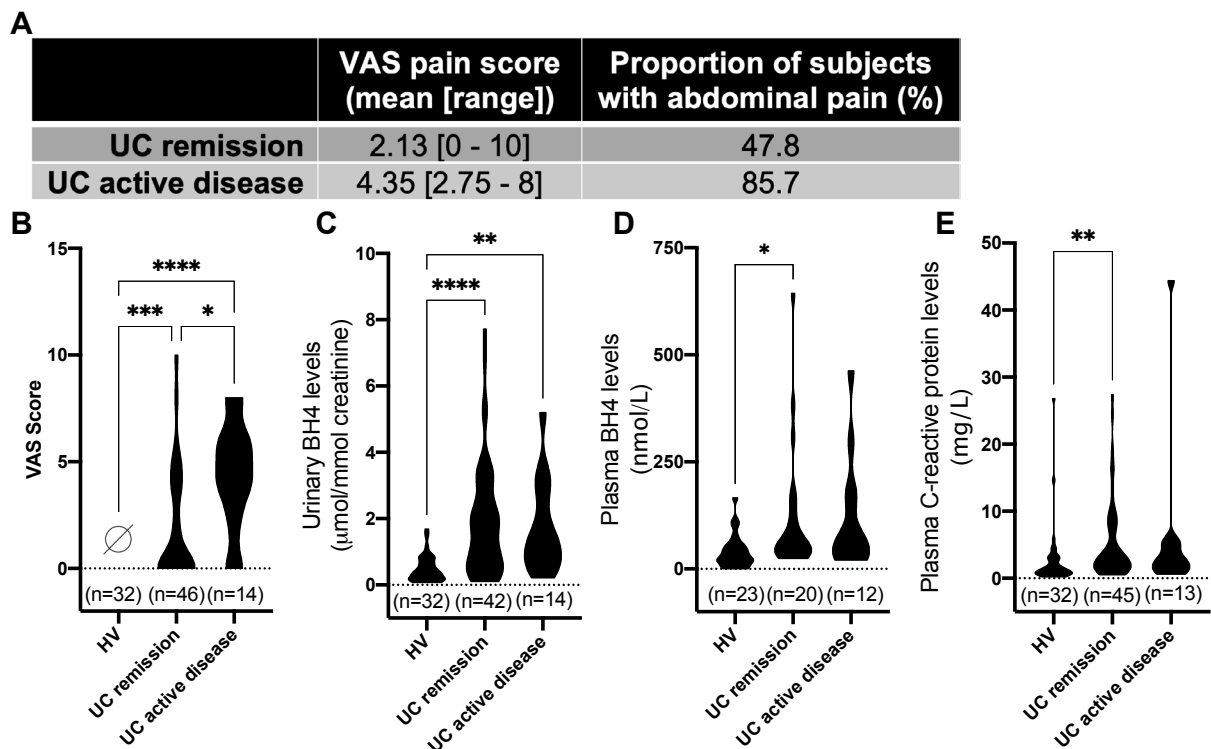 A
VAS pain score
(mean [range])
Proportion of subjects
with abdominal pain (%)
UC remission 2.13 [0 - 10] 47.8
UC active disease 4.35 [2.75 - 8] 85.7
B
VAS Score
15
10
5
0
****
*** *
(n=32) (n=46) (n=14)
HV
UC remission
UC active disease
C
Urinary BH4 levels
(μmol/mmol creatinine)
10
8
6
4
2
0
**
****
(n=32) (n=42) (n=14)
HV
UC remission
UC active disease
D
Plasma BH4 levels
(nmol/L)
750
500
250
0
*
(n=23) (n=20) (n=12)
HV
UC remission
UC active disease
E
Plasma C-reactive protein levels
(mg/L)
50
40
30
20
10
0
**
(n=32) (n=45) (n=13)
HV
UC remission
UC active disease